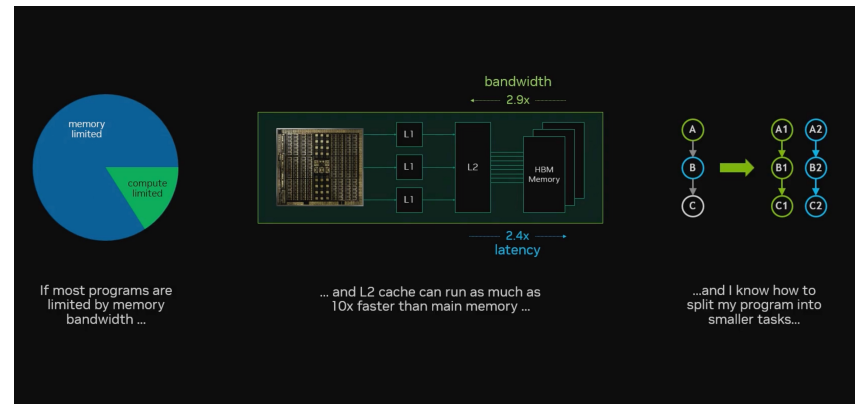 memory
limited
compute
limited
If most programs are
limited by memory
bandwidth ...
bandwidth
2.9x
L1
L1
L1
L2
HBM
Memory
2.4x
latency
... and L2 cache can run as much as
10x faster than main memory ...
A
B
C
A1
A2
B1
B2
C1
C2
...and I know how to
split my program into
smaller tasks...